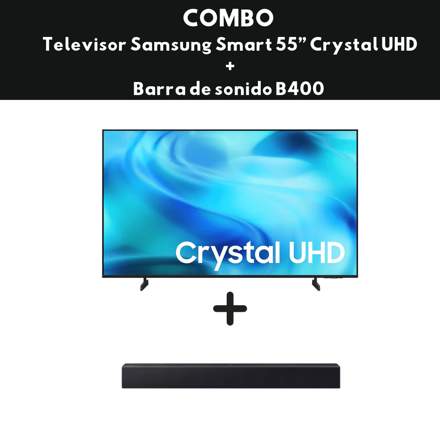 COMBO
Televisor Samsung Smart 55” Crystal UHD
+
Barra de sonido B400
Crystal UHD
+